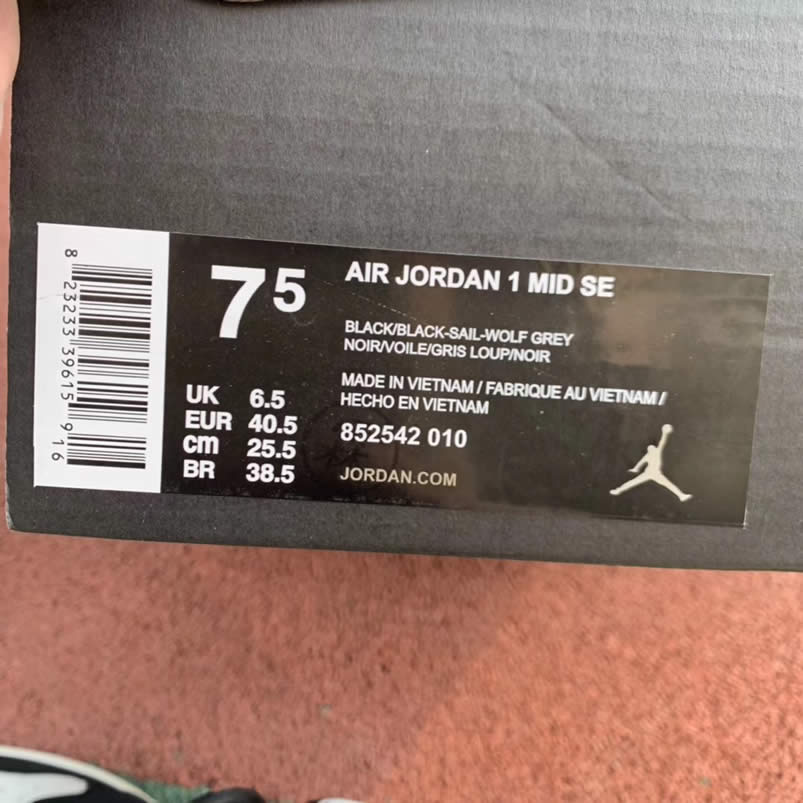 8 23233 39615 9 16
7 5
AIR JORDAN 1 MID SE
BLACK/BLACK-SAIL-WOLF GREY
NOIR/VOILE/GRIS LOUP/NOIR
MADE IN VIETNAM / FABRIQUE AU VIETNAM /
HECHO EN VIETNAM
852542 010
JORDAN.COM
UK 6.5
EUR 40.5
cm 25.5
BR 38.5